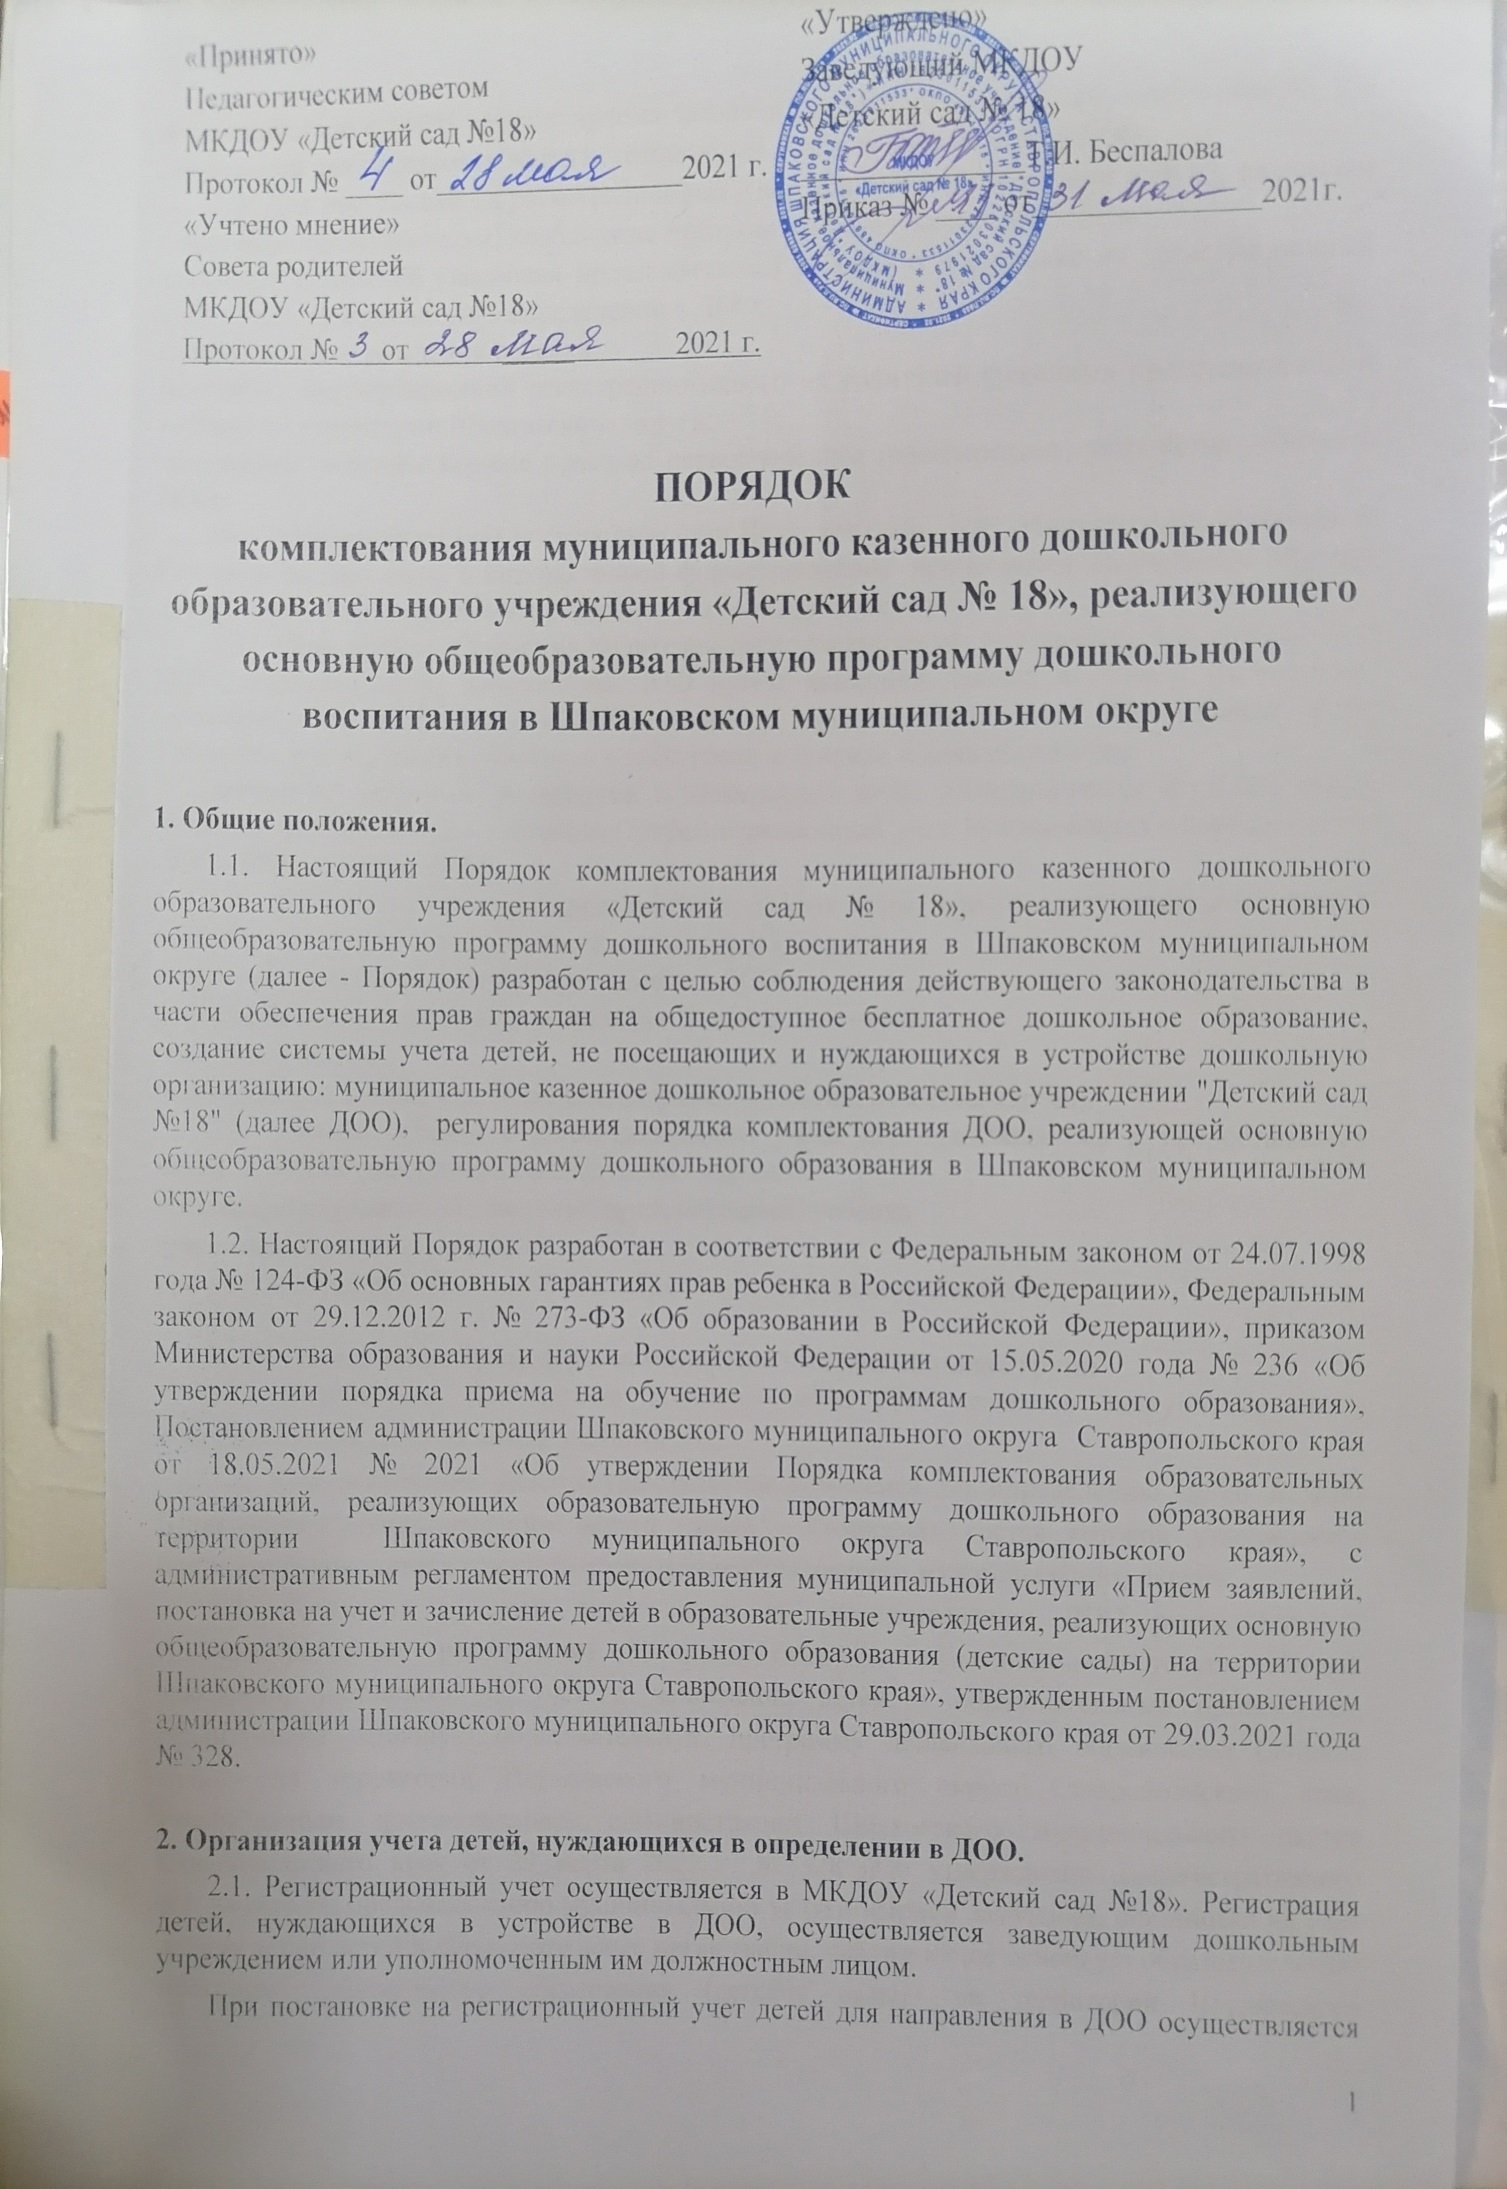 «Принято»
Педагогическим советом
МКДОУ «Детский сад №18»
Протокол № 4 от 28 мая 2021 г.
«Учтено мнение»
Совета родителей
МКДОУ «Детский сад №18»
Протокол № 3 от 28 мая 2021 г.
«Утверждено»
Заведующий МКДОУ
«Детский сад № 18»
И. Беспалова
Приказ № от 31 мая 2021г.
МКДОУ
«Детский сад № 18»
ПОРЯДОК
комплектования муниципального казенного дошкольного
образовательного учреждения «Детский сад № 18», реализующего
основную общеобразовательную программу дошкольного
воспитания в Шпаковском муниципальном округе
1. Общие положения.
1.1. Настоящий Порядок комплектования муниципального казенного дошкольного
образовательного учреждения «Детский сад № 18», реализующего основную
общеобразовательную программу дошкольного воспитания в Шпаковском муниципальном
округе (далее - Порядок) разработан с целью соблюдения действующего законодательства в
части обеспечения прав граждан на общедоступное бесплатное дошкольное образование,
создание системы учета детей, не посещающих и нуждающихся в устройстве дошкольную
организацию: муниципальное казенное дошкольное образовательное учреждении "Детский сад
№18" (далее ДОО), регулирования порядка комплектования ДОО, реализующей основную
общеобразовательную программу дошкольного образования в Шпаковском муниципальном
округе.
1.2. Настоящий Порядок разработан в соответствии с Федеральным законом от 24.07.1998
года № 124-ФЗ «Об основных гарантиях прав ребенка в Российской Федерации», Федеральным
законом от 29.12.2012 г. № 273-ФЗ «Об образовании в Российской Федерации», приказом
Министерства образования и науки Российской Федерации от 15.05.2020 года № 236 «Об
утверждении порядка приема на обучение по программам дошкольного образования»,
Постановлением администрации Шпаковского муниципального округа Ставропольского края
от 18.05.2021 № 2021 «Об утверждении Порядка комплектования образовательных
организаций, реализующих образовательную программу дошкольного образования на
территории Шпаковского муниципального округа Ставропольского края», с
административным регламентом предоставления муниципальной услуги «Прием заявлений,
постановка на учет и зачисление детей в образовательные учреждения, реализующих основную
общеобразовательную программу дошкольного образования (детские сады) на территории
Шпаковского муниципального округа Ставропольского края», утвержденным постановлением
администрации Шпаковского муниципального округа Ставропольского края от 29.03.2021 года
№ 328.
2. Организация учета детей, нуждающихся в определении в ДОО.
2.1. Регистрационный учет осуществляется в МКДОУ «Детский сад №18». Регистрация
детей, нуждающихся в устройстве в ДОО, осуществляется заведующим дошкольным
учреждением или уполномоченным им должностным лицом.
При постановке на регистрационный учет детей для направления в ДОО осуществляется
1